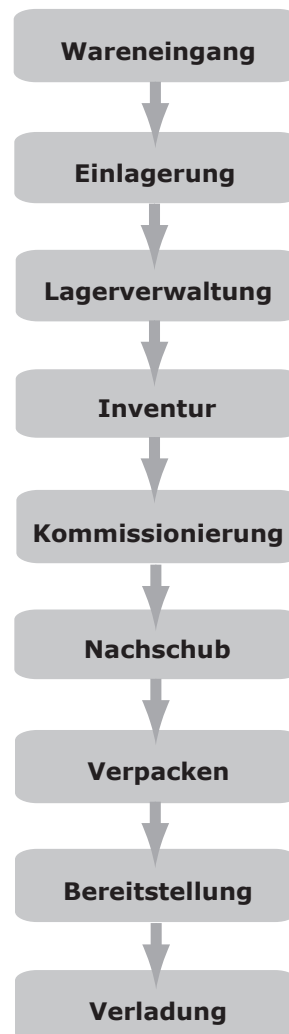 Wareneingang
Einlagerung
Lagerverwaltung
Inventur
Kommissionierung
Nachschub
Verpacken
Bereitstellung
Verladung